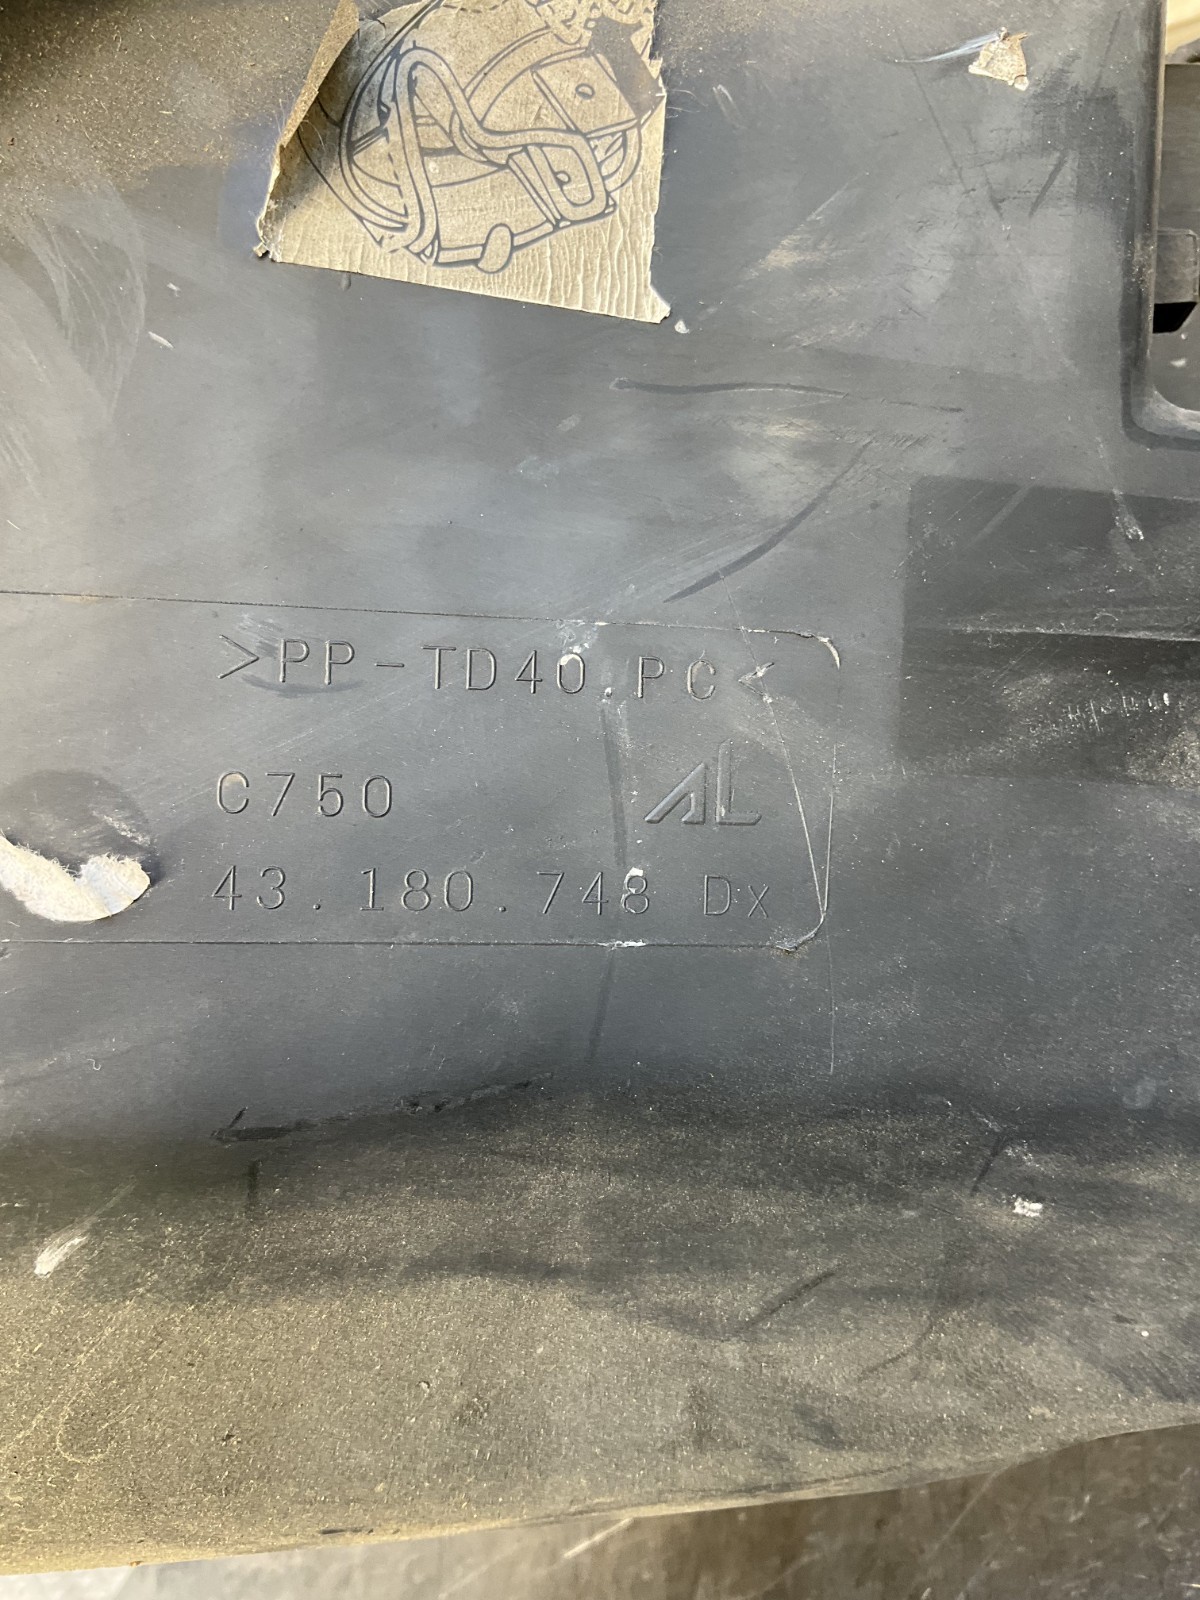 >PP-TD40.PC<
C750 AL
43.180.748 Dx